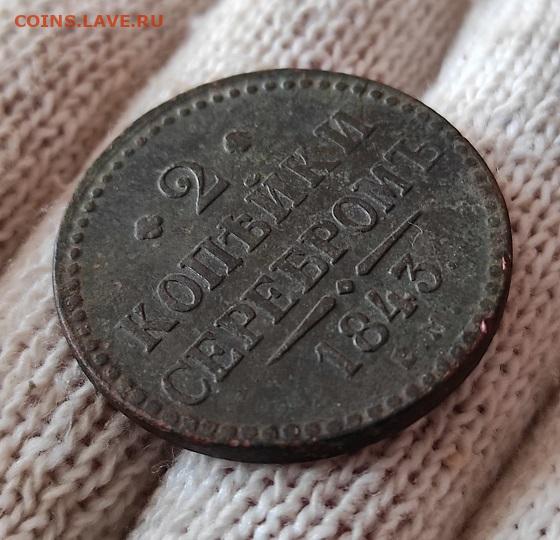 COINS.LAVE.RU
2
КОПѢЙКИ
СЕРЕБРОМЪ
1843.
Е.М.